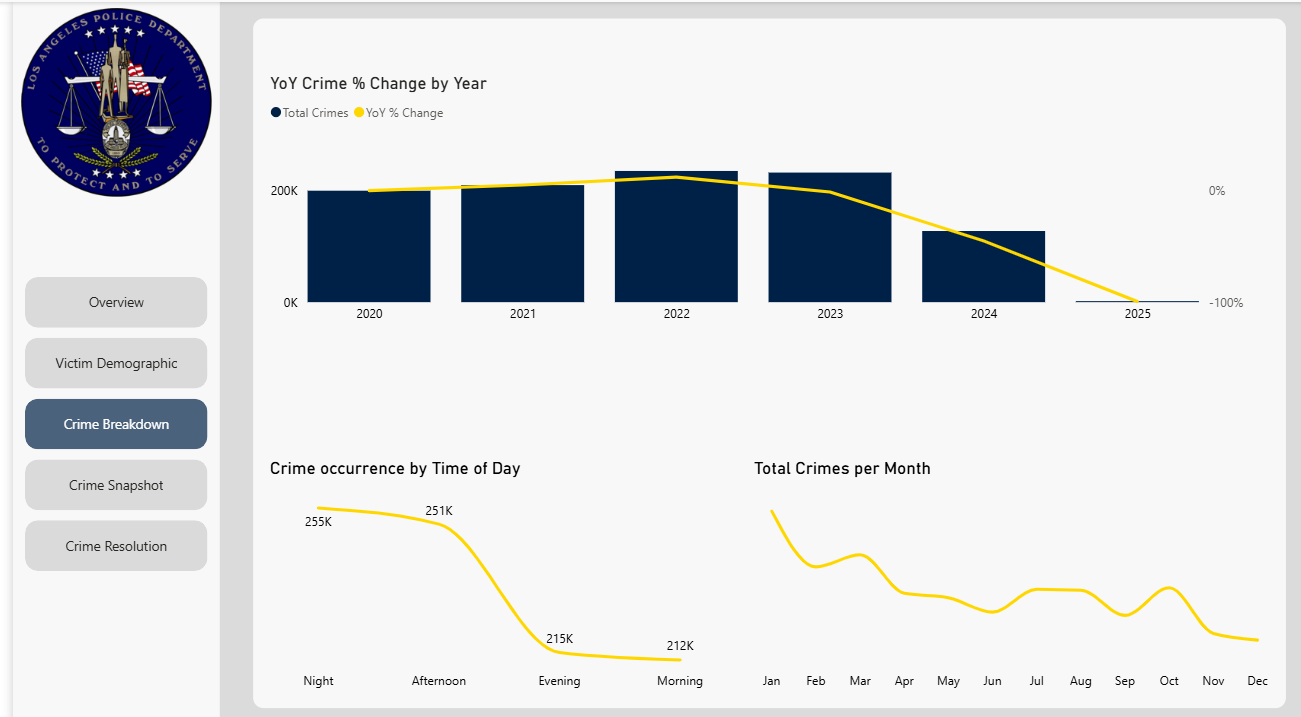 LOS ANGELES POLICE DEPARTMENT
TO PROTECT AND TO SERVE
Overview
Victim Demographic
Crime Breakdown
Crime Snapshot
Crime Resolution
YoY Crime % Change by Year
Total Crimes YoY % Change
200K 0%
0K -100%
2020 2021 2022 2023 2024 2025
Crime occurrence by Time of Day
255K 251K 215K 212K
Night Afternoon Evening Morning
Total Crimes per Month
Jan Feb Mar Apr May Jun Jul Aug Sep Oct Nov Dec